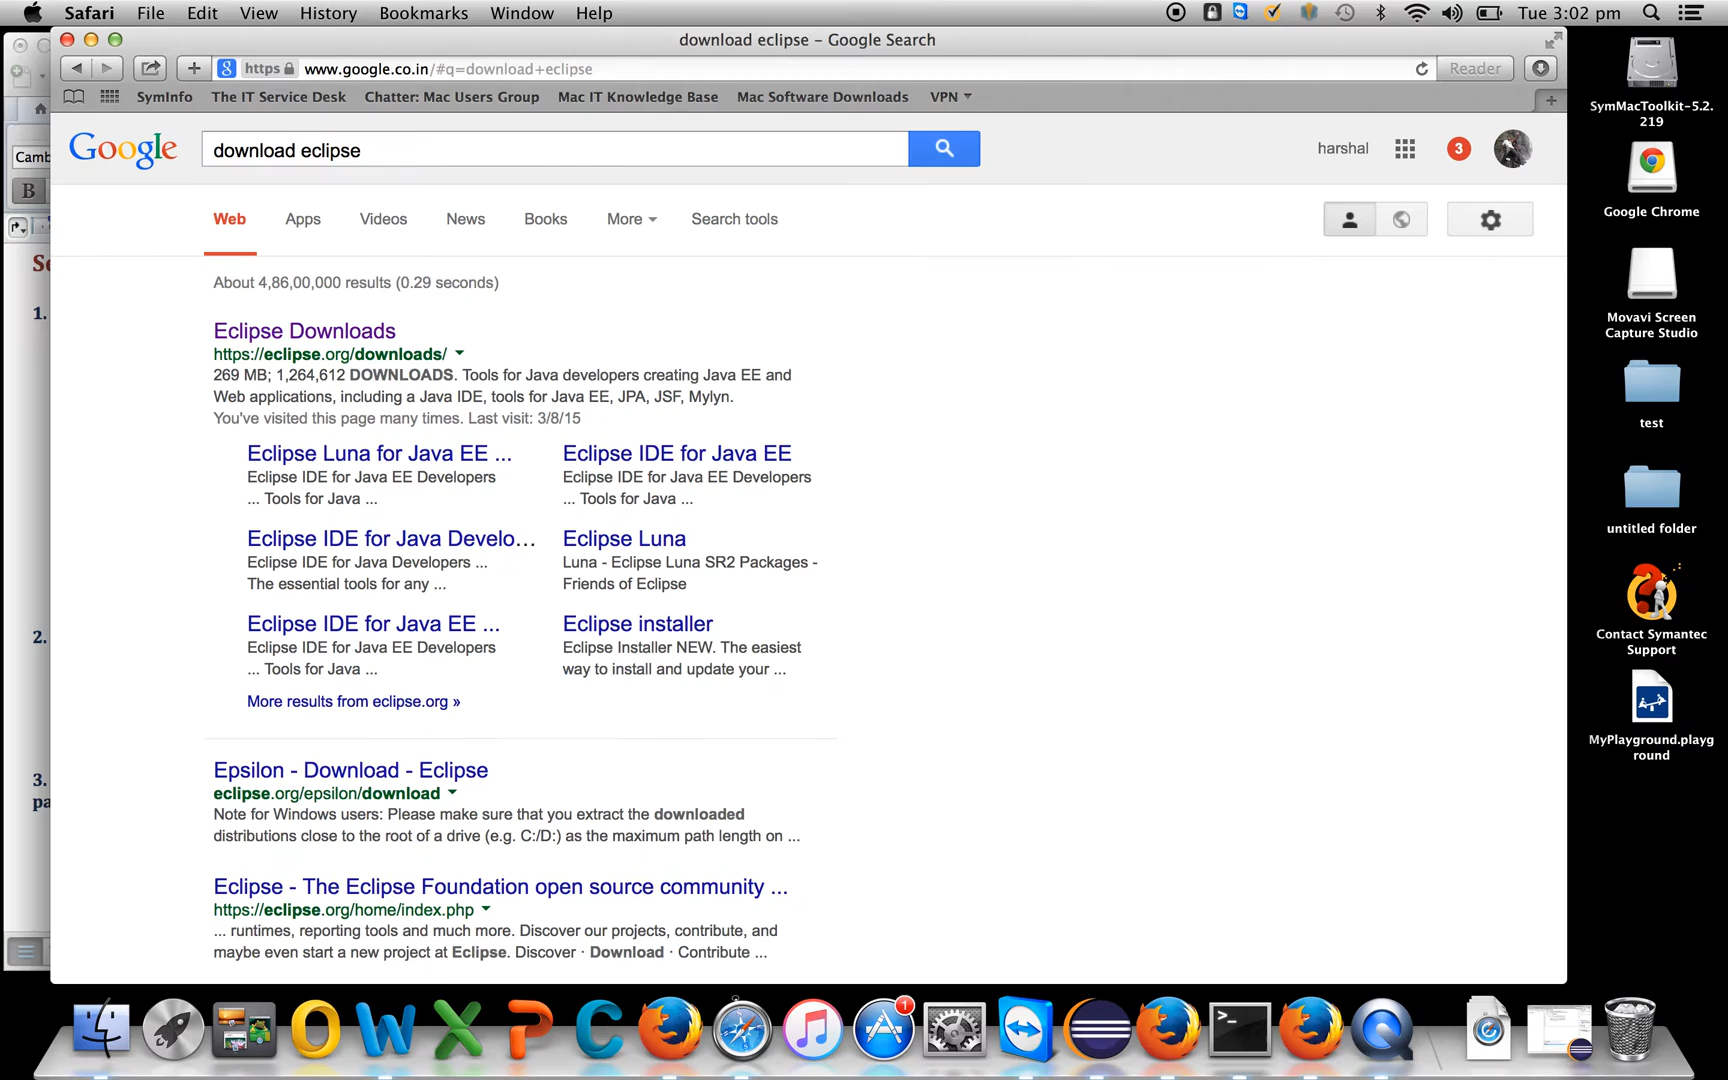 Safari File Edit View History Bookmarks Window Help Tue 3:02 pm
download eclipse – Google Search
https www.google.co.in/#q=download+eclipse Reader
SymInfo The IT Service Desk Chatter: Mac Users Group Mac IT Knowledge Base Mac Software Downloads VPN
Google download eclipse harshal 3
Web Apps Videos News Books More Search tools
About 4,86,00,000 results (0.29 seconds)
Eclipse Downloads
https://eclipse.org/downloads/
269 MB; 1,264,612 DOWNLOADS. Tools for Java developers creating Java EE and
Web applications, including a Java IDE, tools for Java EE, JPA, JSF, Mylyn.
You've visited this page many times. Last visit: 3/8/15
Eclipse Luna for Java EE ...
Eclipse IDE for Java EE Developers
... Tools for Java ...
Eclipse IDE for Java EE
Eclipse IDE for Java EE Developers
... Tools for Java ...
Eclipse IDE for Java Develo...
Eclipse IDE for Java Developers ...
The essential tools for any ...
Eclipse Luna
Luna - Eclipse Luna SR2 Packages -
Friends of Eclipse
Eclipse IDE for Java EE ...
Eclipse IDE for Java EE Developers
... Tools for Java ...
Eclipse installer
Eclipse Installer NEW. The easiest
way to install and update your ...
More results from eclipse.org »
Epsilon - Download - Eclipse
eclipse.org/epsilon/download
Note for Windows users: Please make sure that you extract the downloaded
distributions close to the root of a drive (e.g. C:/D:) as the maximum path length on ...
Eclipse - The Eclipse Foundation open source community ...
https://eclipse.org/home/index.php
... runtimes, reporting tools and much more. Discover our projects, contribute, and
maybe even start a new project at Eclipse. Discover · Download · Contribute ...
Camb
B
Se
1.
2.
3.
pa
SymMacToolkit-5.2.
219
Google Chrome
Movavi Screen
Capture Studio
test
untitled folder
Contact Symantec
Support
MyPlayground.playg
round
1